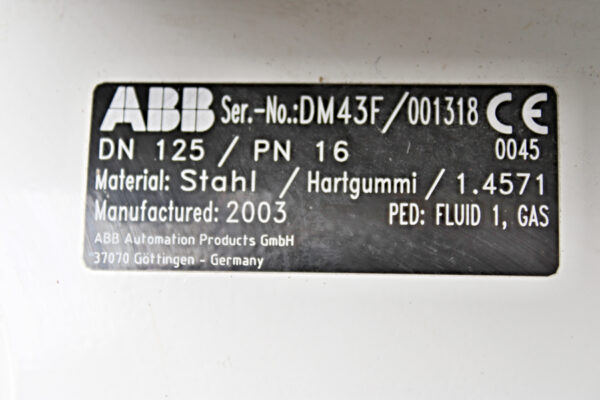 ABB Ser.-No.:DM43F/001318 CE
DN 125 / PN 16 0045
Material: Stahl / Hartgummi / 1.4571
Manufactured: 2003 PED: FLUID 1, GAS
ABB Automation Products GmbH
37070 Göttingen - Germany